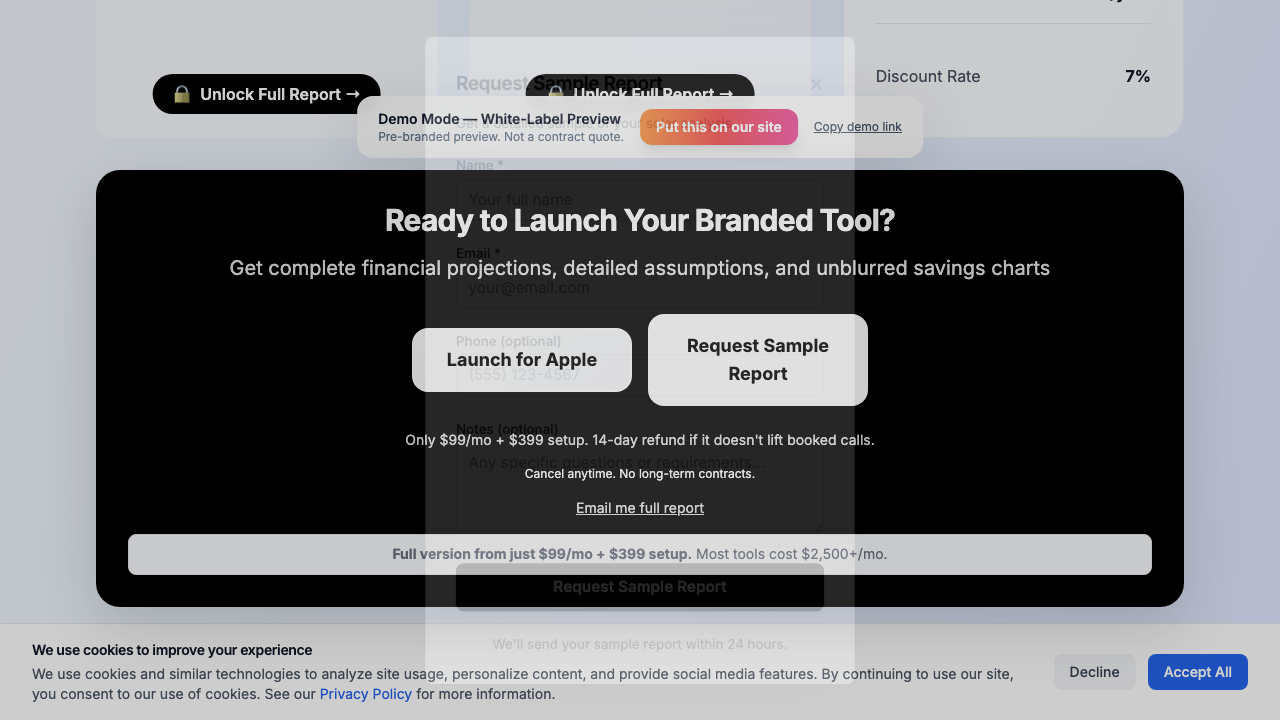 Discount Rate 7%
🔒 Unlock Full Report →
🔒 Unlock Full Report →
Request Sample Report
×
Demo Mode — White-Label Preview
Pre-branded preview. Not a contract quote.
Put this on our site
Copy demo link
Name *
Your full name
Ready to Launch Your Branded Tool?
Email *
Get complete financial projections, detailed assumptions, and unblurred savings charts
your@email.com
Phone (optional)
Launch for Apple
(555) 123-4567
Request Sample
Report
Notes (optional)
Only $99/mo + $399 setup. 14-day refund if it doesn't lift booked calls.
Any specific questions or requirements...
Cancel anytime. No long-term contracts.
Email me full report
Full version from just $99/mo + $399 setup. Most tools cost $2,500+/mo.
Request Sample Report
We'll send your sample report within 24 hours.
We use cookies to improve your experience
We use cookies and similar technologies to analyze site usage, personalize content, and provide social media features. By continuing to use our site,
you consent to our use of cookies. See our Privacy Policy for more information.
Decline
Accept All